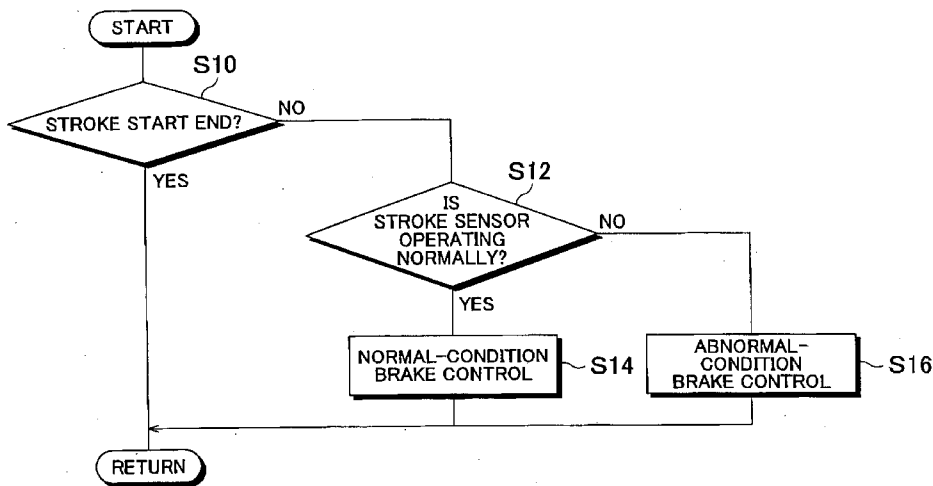 START
S10
STROKE START END?
NO
YES
S12
IS
STROKE SENSOR
OPERATING
NORMALLY?
NO
YES
NORMAL-CONDITION
BRAKE CONTROL
S14
ABNORMAL-
CONDITION
BRAKE CONTROL
S16
RETURN